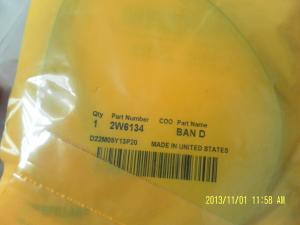 Qty Part Number COO Part Name
1 2W6134 BAN D
DZ2M05Y13P20 MADE IN UNITED STATES
2013/11/01 11:58 AM